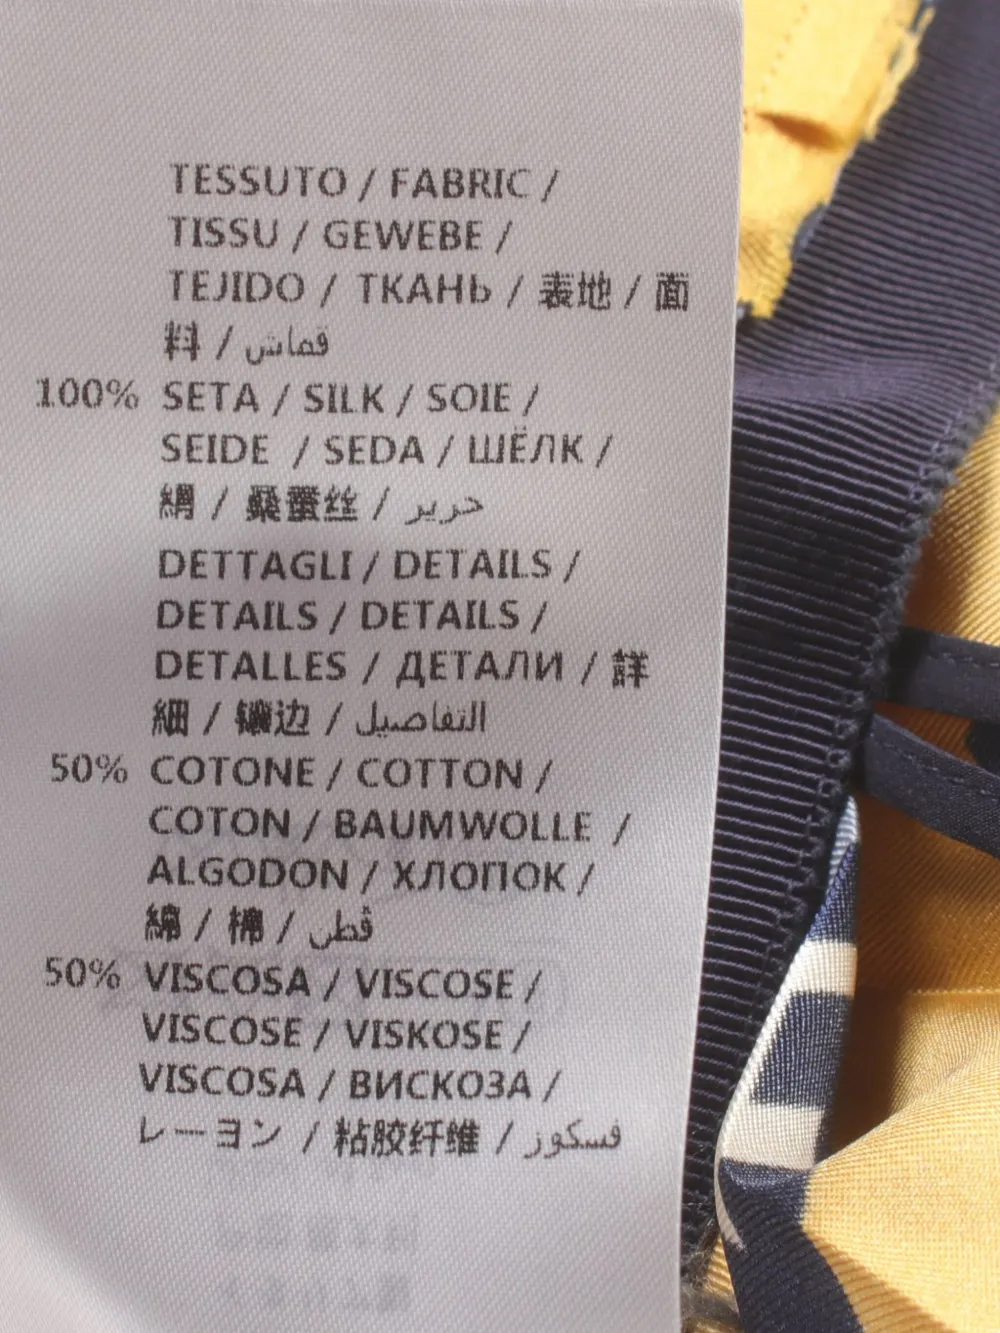 TESSUTO / FABRIC /
TISSU / GEWEBE /
TEJIDO / ТКАНЬ / 表地 / 面
料 / قماش
100% SETA / SILK / SOIE /
SEIDE / SEDA / ШЁЛК /
絹 / 桑蚕丝 / حرير
DETTAGLI / DETAILS /
DETAILS / DETAILS /
DETALLES / ДЕТАЛИ / 詳
細 / 镶边 / التفاصيل
50% COTONE / COTTON /
COTON / BAUMWOLLE /
ALGODON / ХЛОПОК /
綿 / 棉 / قطن
50% VISCOSA / VISCOSE /
VISCOSE / VISKOSE /
VISCOSA / ВИСКОЗА /
レーヨン / 粘胶纤维 / فسكوز